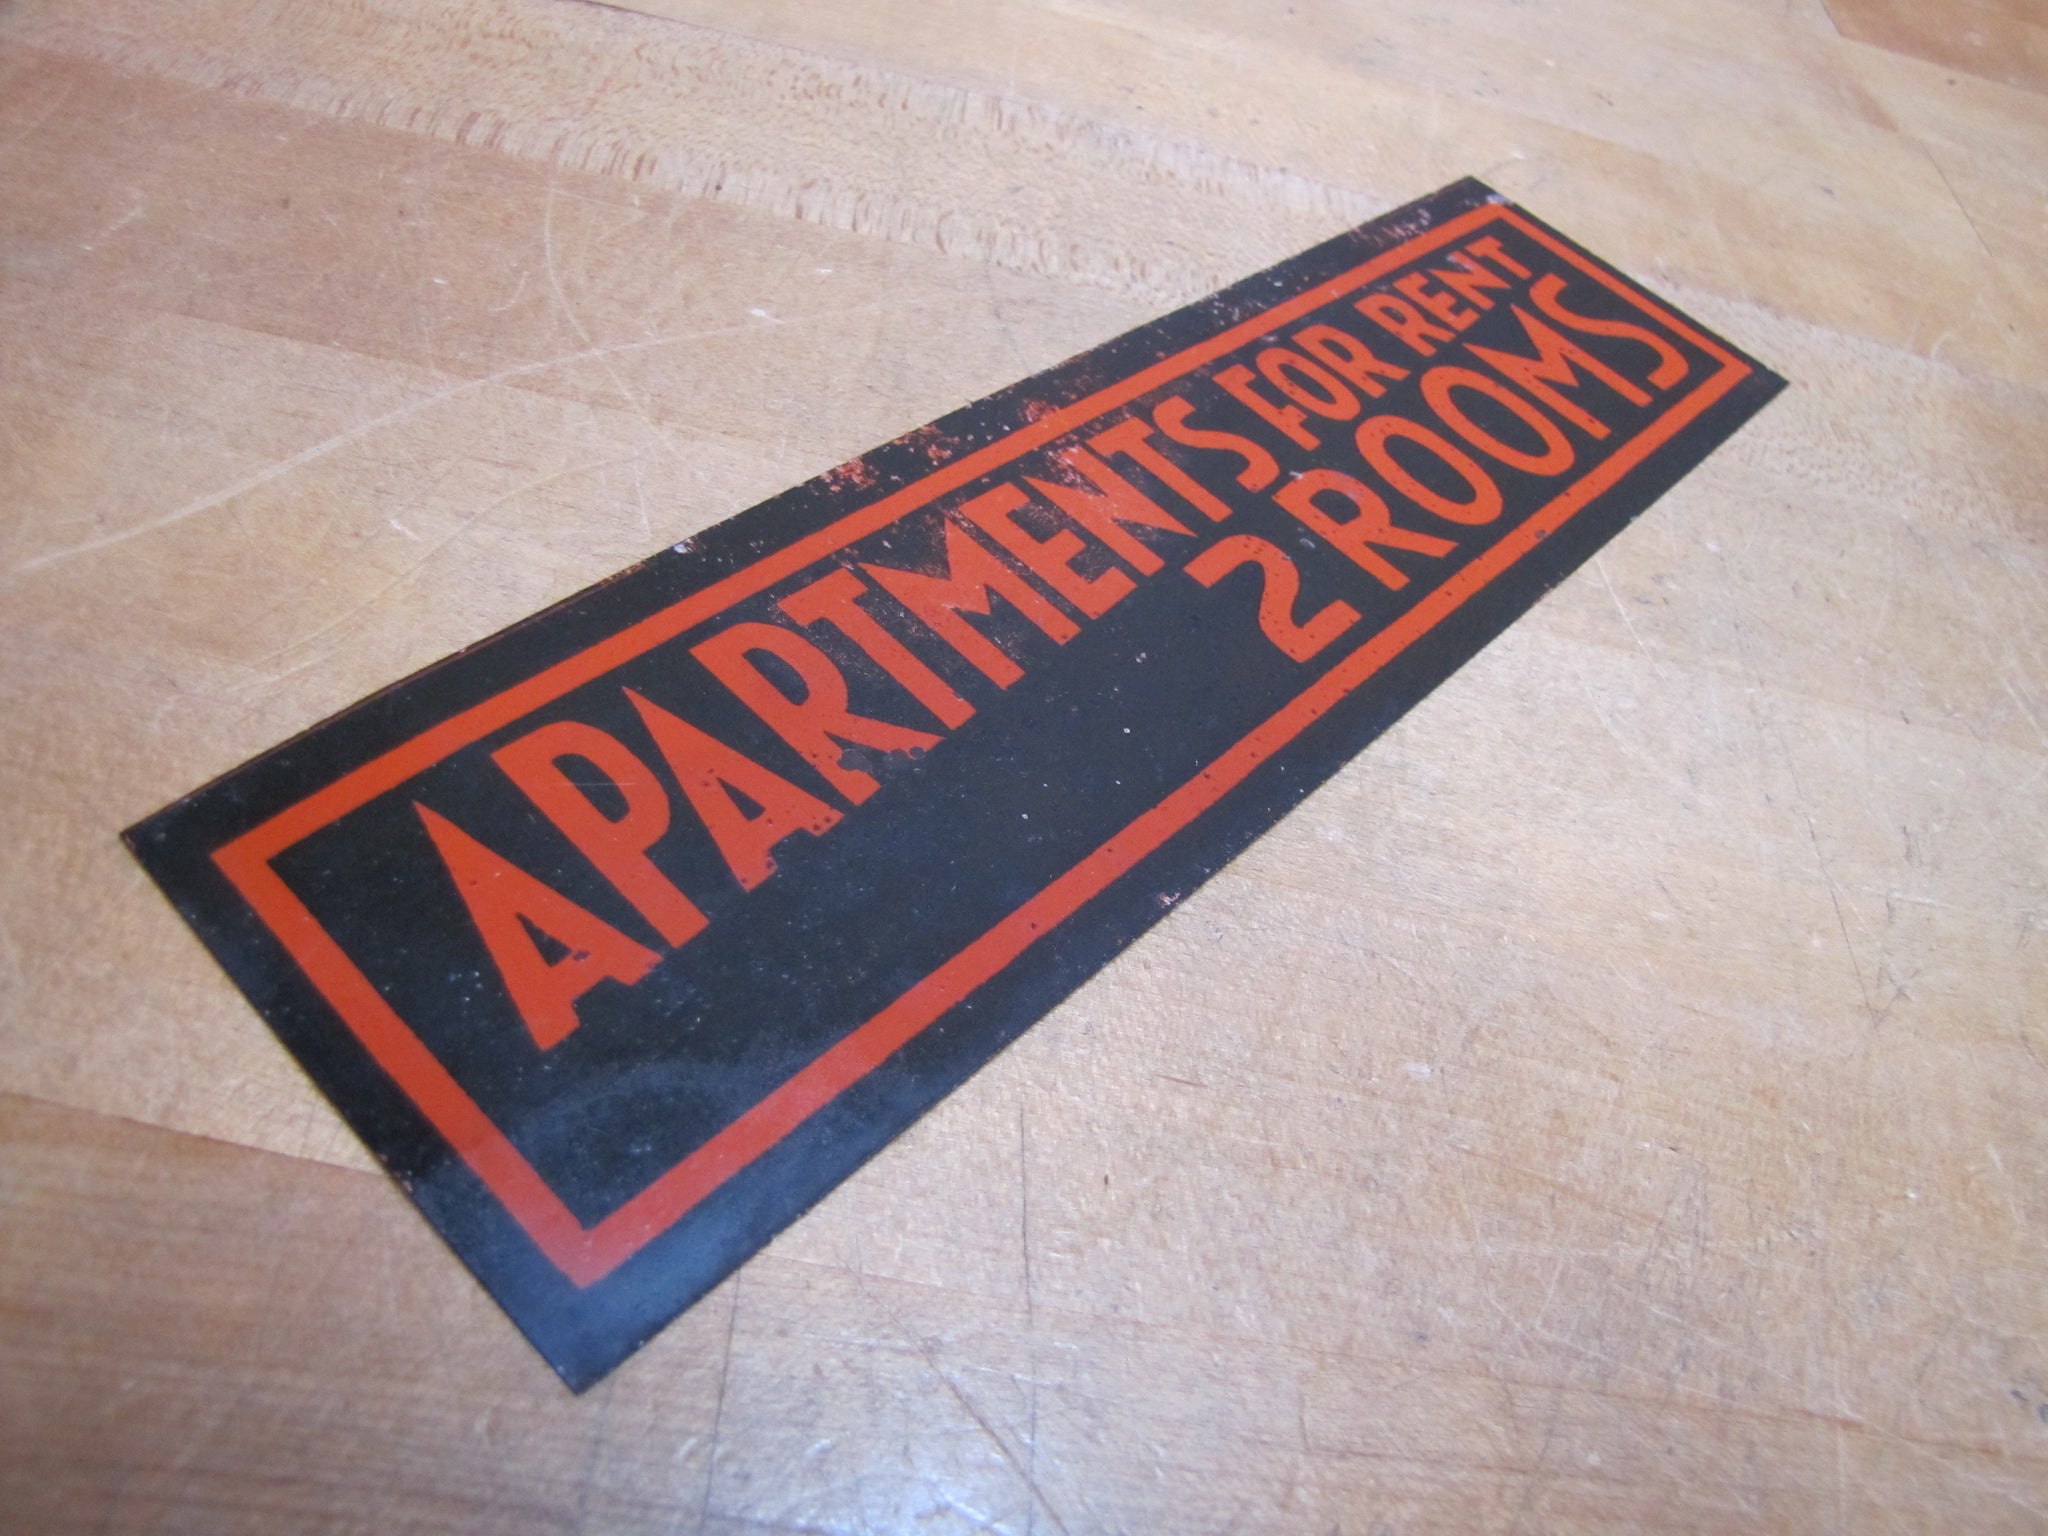 APARTMENTS FOR RENT
2 ROOMS